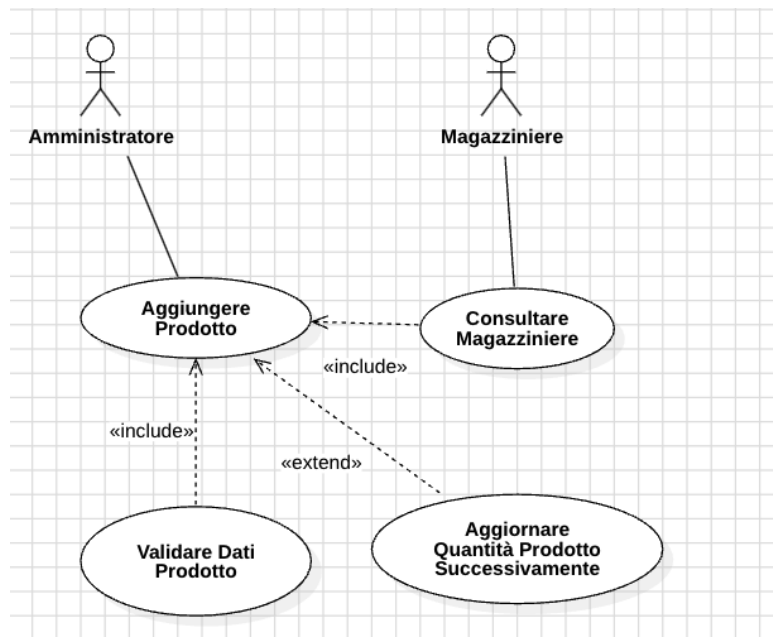 Amministratore
Magazziniere
Aggiungere
Prodotto
Consultare
Magazziniere
«include»
«include»
«extend»
Validare Dati
Prodotto
Aggiornare
Quantità Prodotto
Successivamente